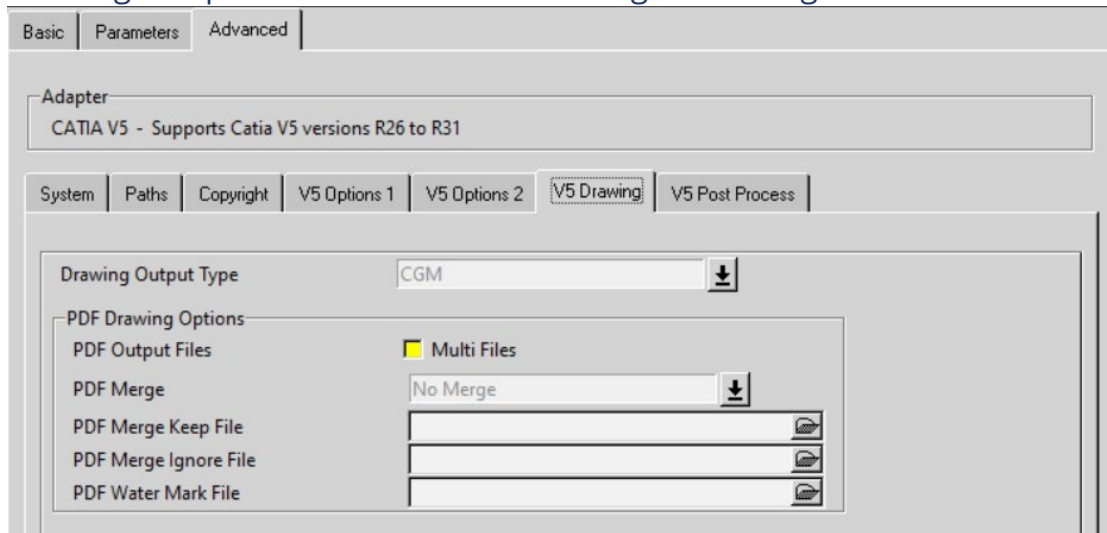 Basic Parameters Advanced
Adapter
CATIA V5 - Supports Catia V5 versions R26 to R31
System Paths Copyright V5 Options 1 V5 Options 2 V5 Drawing V5 Post Process
Drawing Output Type CGM
PDF Drawing Options
PDF Output Files Multi Files
PDF Merge No Merge
PDF Merge Keep File
PDF Merge Ignore File
PDF Water Mark File